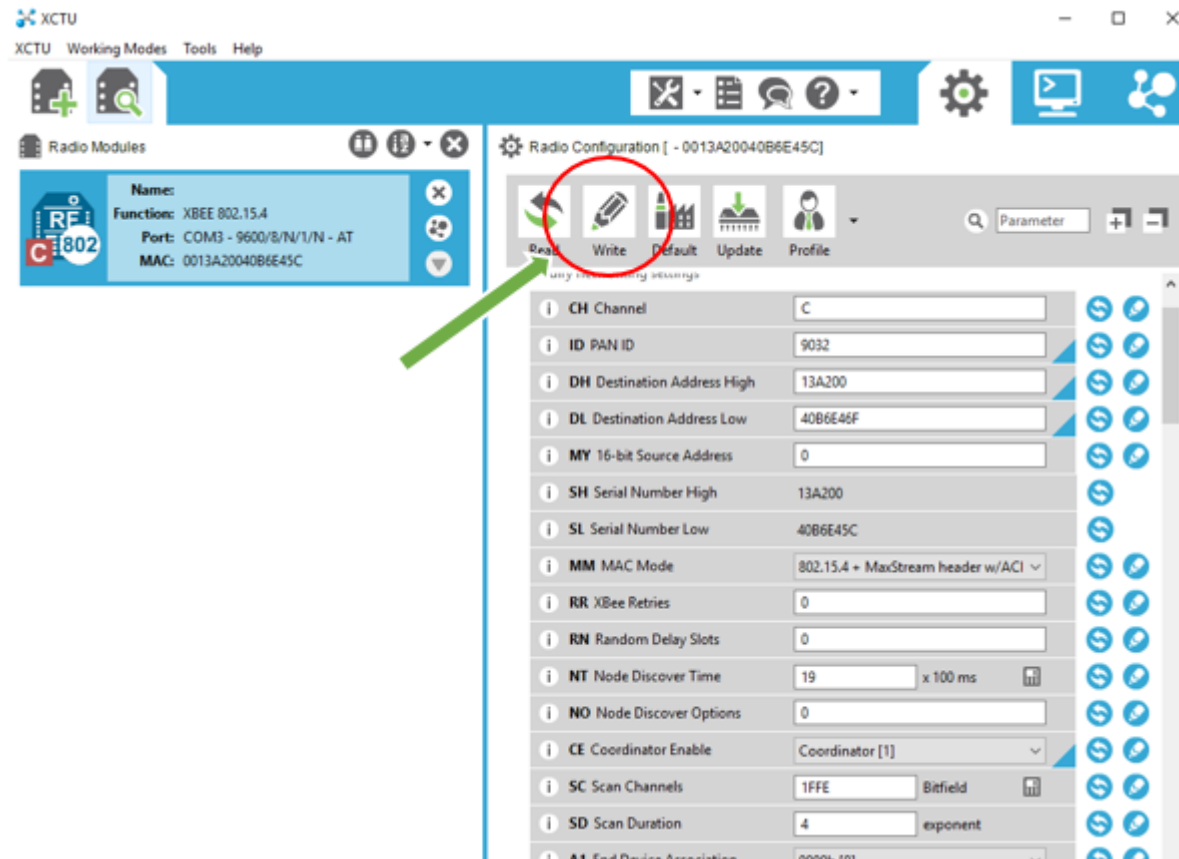 XCTU
XCTU Working Modes Tools Help
Radio Modules
Radio Configuration [ - 0013A20040B6E45C]
Name:
Function: XBEE 802.15.4
Port: COM3 - 9600/8/N/1/N - AT
MAC: 0013A20040B6E45C
RF
C 802
Read Write Default Update Profile
Parameter
settings
i CH Channel C
i ID PAN ID 9032
i DH Destination Address High 13A200
i DL Destination Address Low 40B6E46F
i MY 16-bit Source Address 0
i SH Serial Number High 13A200
i SL Serial Number Low 40B6E45C
i MM MAC Mode 802.15.4 + MaxStream header w/ACI
i RR XBee Retries 0
i RN Random Delay Slots 0
i NT Node Discover Time 19 x 100 ms
i NO Node Discover Options 0
i CE Coordinator Enable Coordinator [1]
i SC Scan Channels 1FFE Bitfield
i SD Scan Duration 4 exponent
i A1 End Device Association